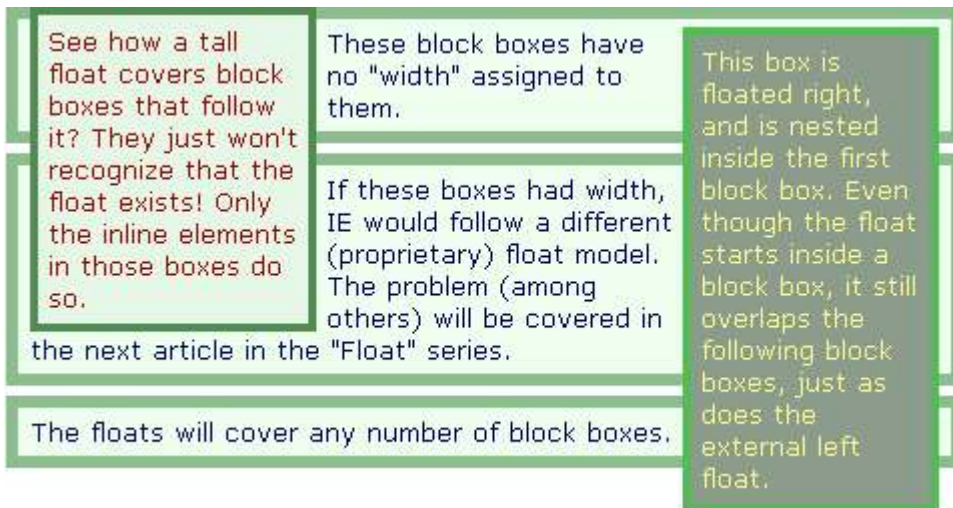 See how a tall
float covers block
boxes that follow
it? They just won't
recognize that the
float exists! Only
the inline elements
in those boxes do
so.
These block boxes have
no "width" assigned to
them.
If these boxes had width,
IE would follow a different
(proprietary) float model.
The problem (among
others) will be covered in
the next article in the "Float" series.
The floats will cover any number of block boxes.
This box is
floated right,
and is nested
inside the first
block box. Even
though the float
starts inside a
block box, it still
overlaps the
following block
boxes, just as
does the
external left
float.